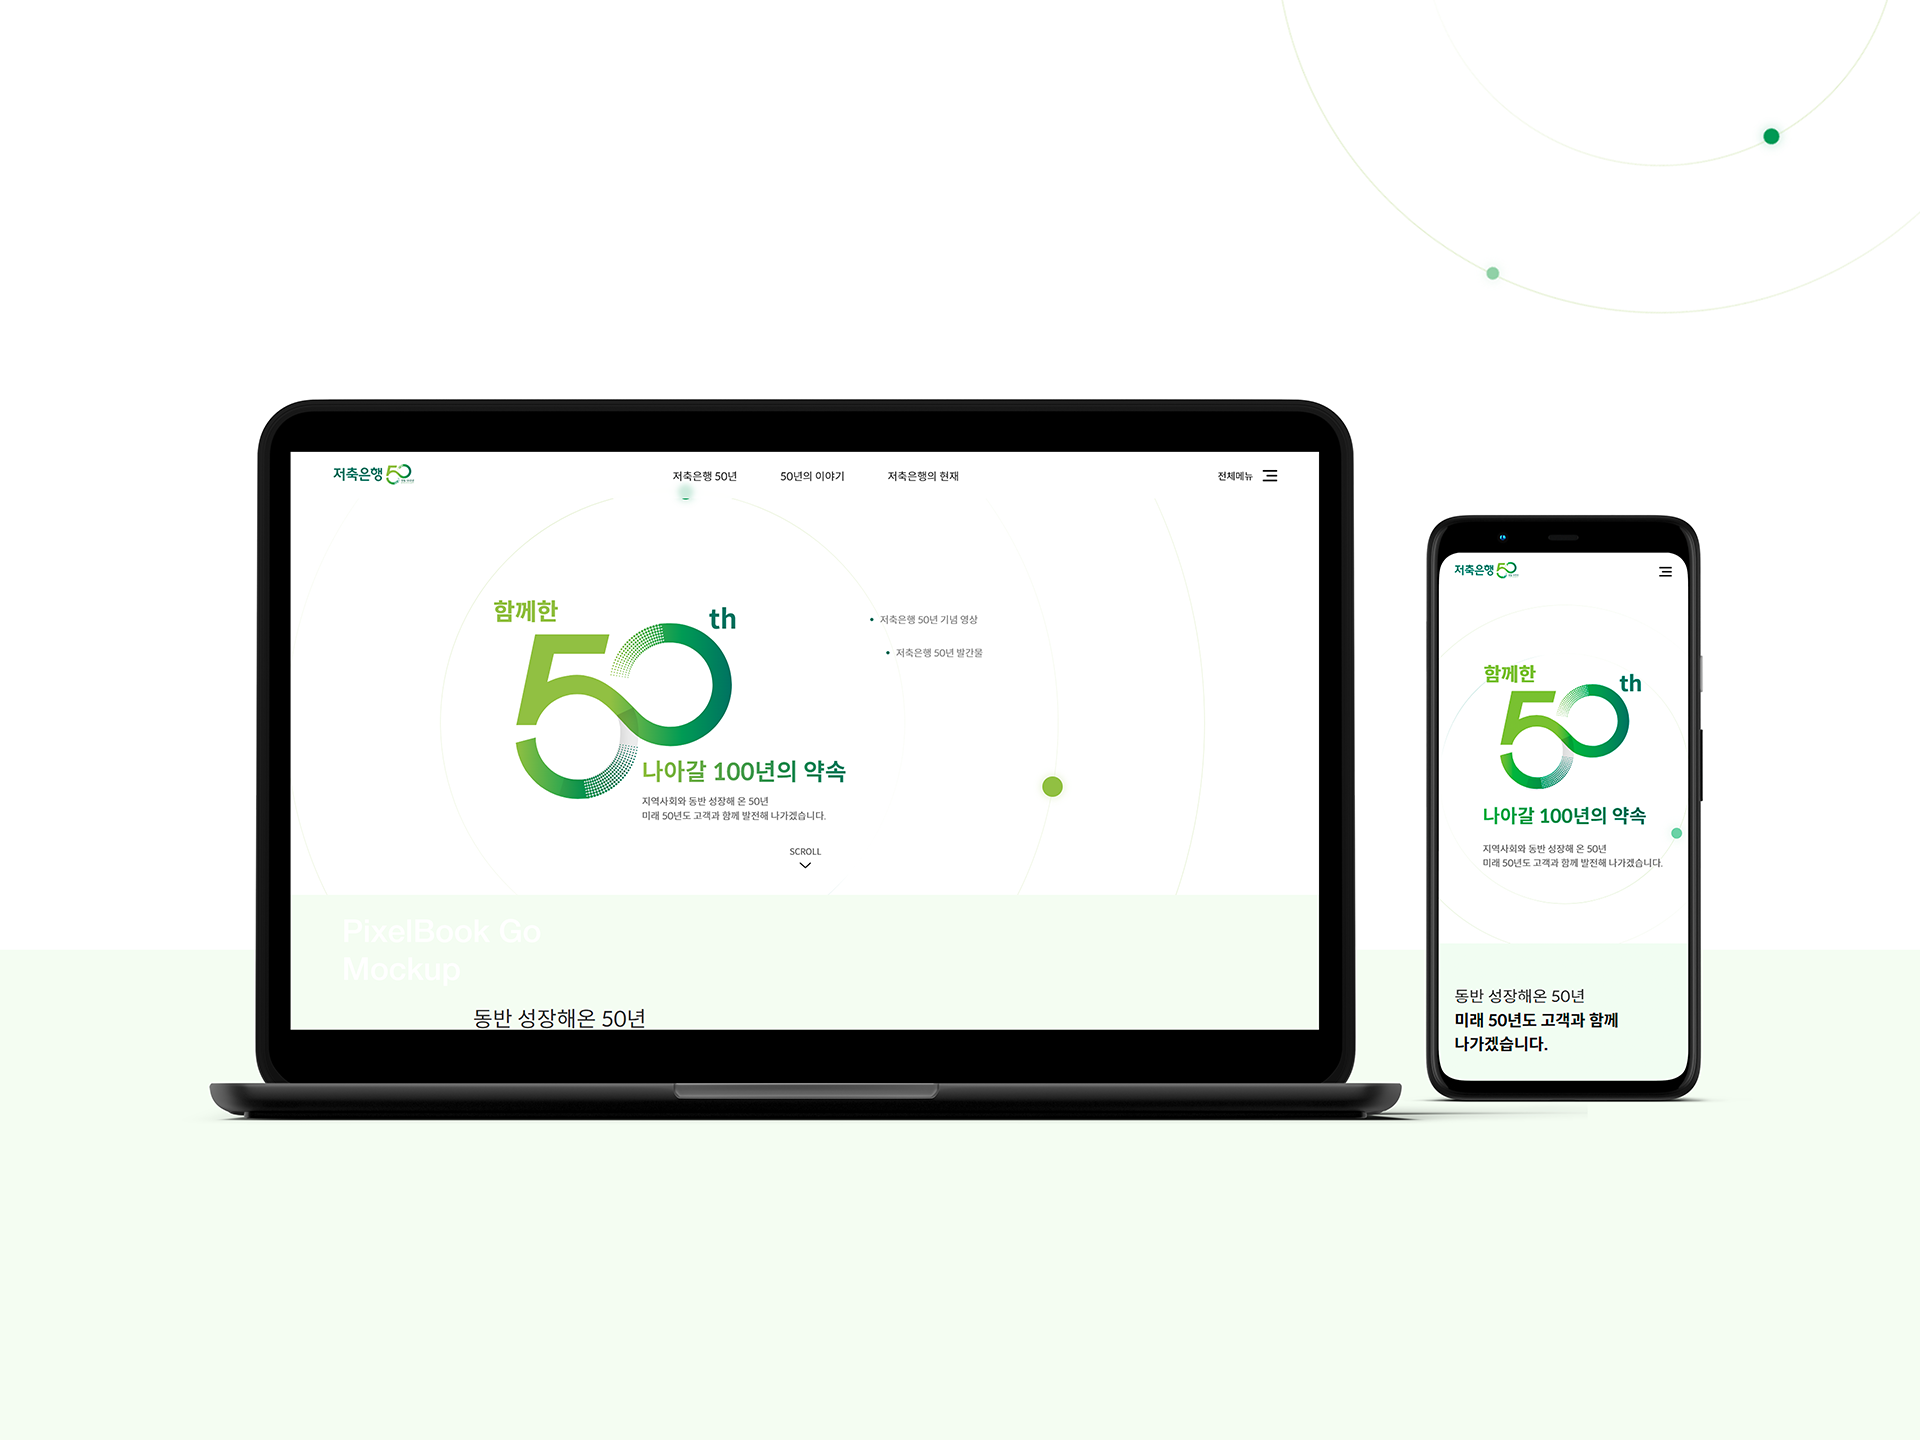 저축은행 50
저축은행 50년
50년의 이야기
저축은행의 현재
전체메뉴
함께한
50th
나아갈 100년의 약속
지역사회와 동반 성장해 온 50년
미래 50년도 고객과 함께 발전해 나가겠습니다.
저축은행 50년 기념 영상
저축은행 50년 발간물
SCROLL
PixelBook Go
Mockup
동반 성장해온 50년
저축은행 50
함께한
50th
나아갈 100년의 약속
지역사회와 동반 성장해 온 50년
미래 50년도 고객과 함께 발전해 나가겠습니다.
동반 성장해온 50년
미래 50년도 고객과 함께
나가겠습니다.